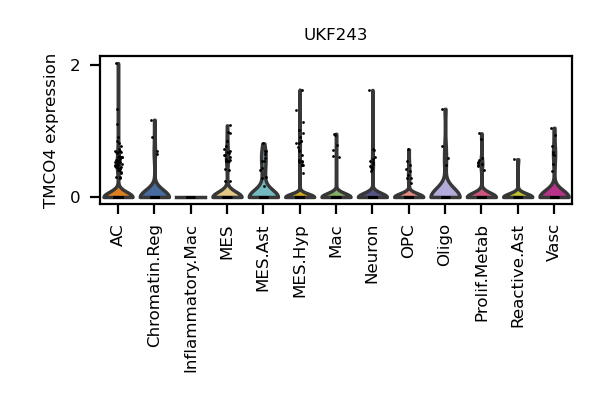 UKF243
TMCO4 expression
2
0
AC
Chromatin.Reg
Inflammatory.Mac
MES
MES.Ast
MES.Hyp
Mac
Neuron
OPC
Oligo
Prolif.Metab
Reactive.Ast
Vasc